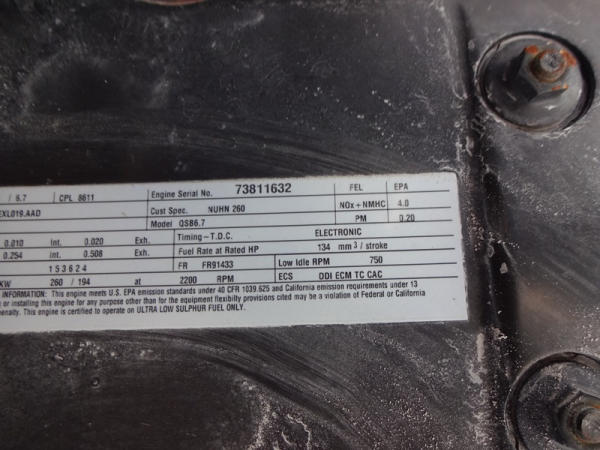 / 6.7 CPL 8611 Engine Serial No. 73811632 FEL EPA
EXL019.AAD Cust Spec. NUHN 260 NOx+NMHC 4.0
Model QSB6.7 PM 0.20
0.010 Int. 0.020 Exh. Timing-T.D.C. ELECTRONIC
0.254 Int. 0.508 Exh. Fuel Rate at Rated HP 134 mm³ / stroke
153624 FR FR91433 Low Idle RPM 750
KW 260 / 194 at 2200 RPM ECS DDI ECM TC CAC
INFORMATION: This engine meets U.S. EPA emission standards under 40 CFR 1039.625 and California emission requirements under 13
or installing this engine for any purpose other than for the equipment flexibility provisions cited may be a violation of Federal or California
penalty. This engine is certified to operate on ULTRA LOW SULPHUR FUEL ONLY.